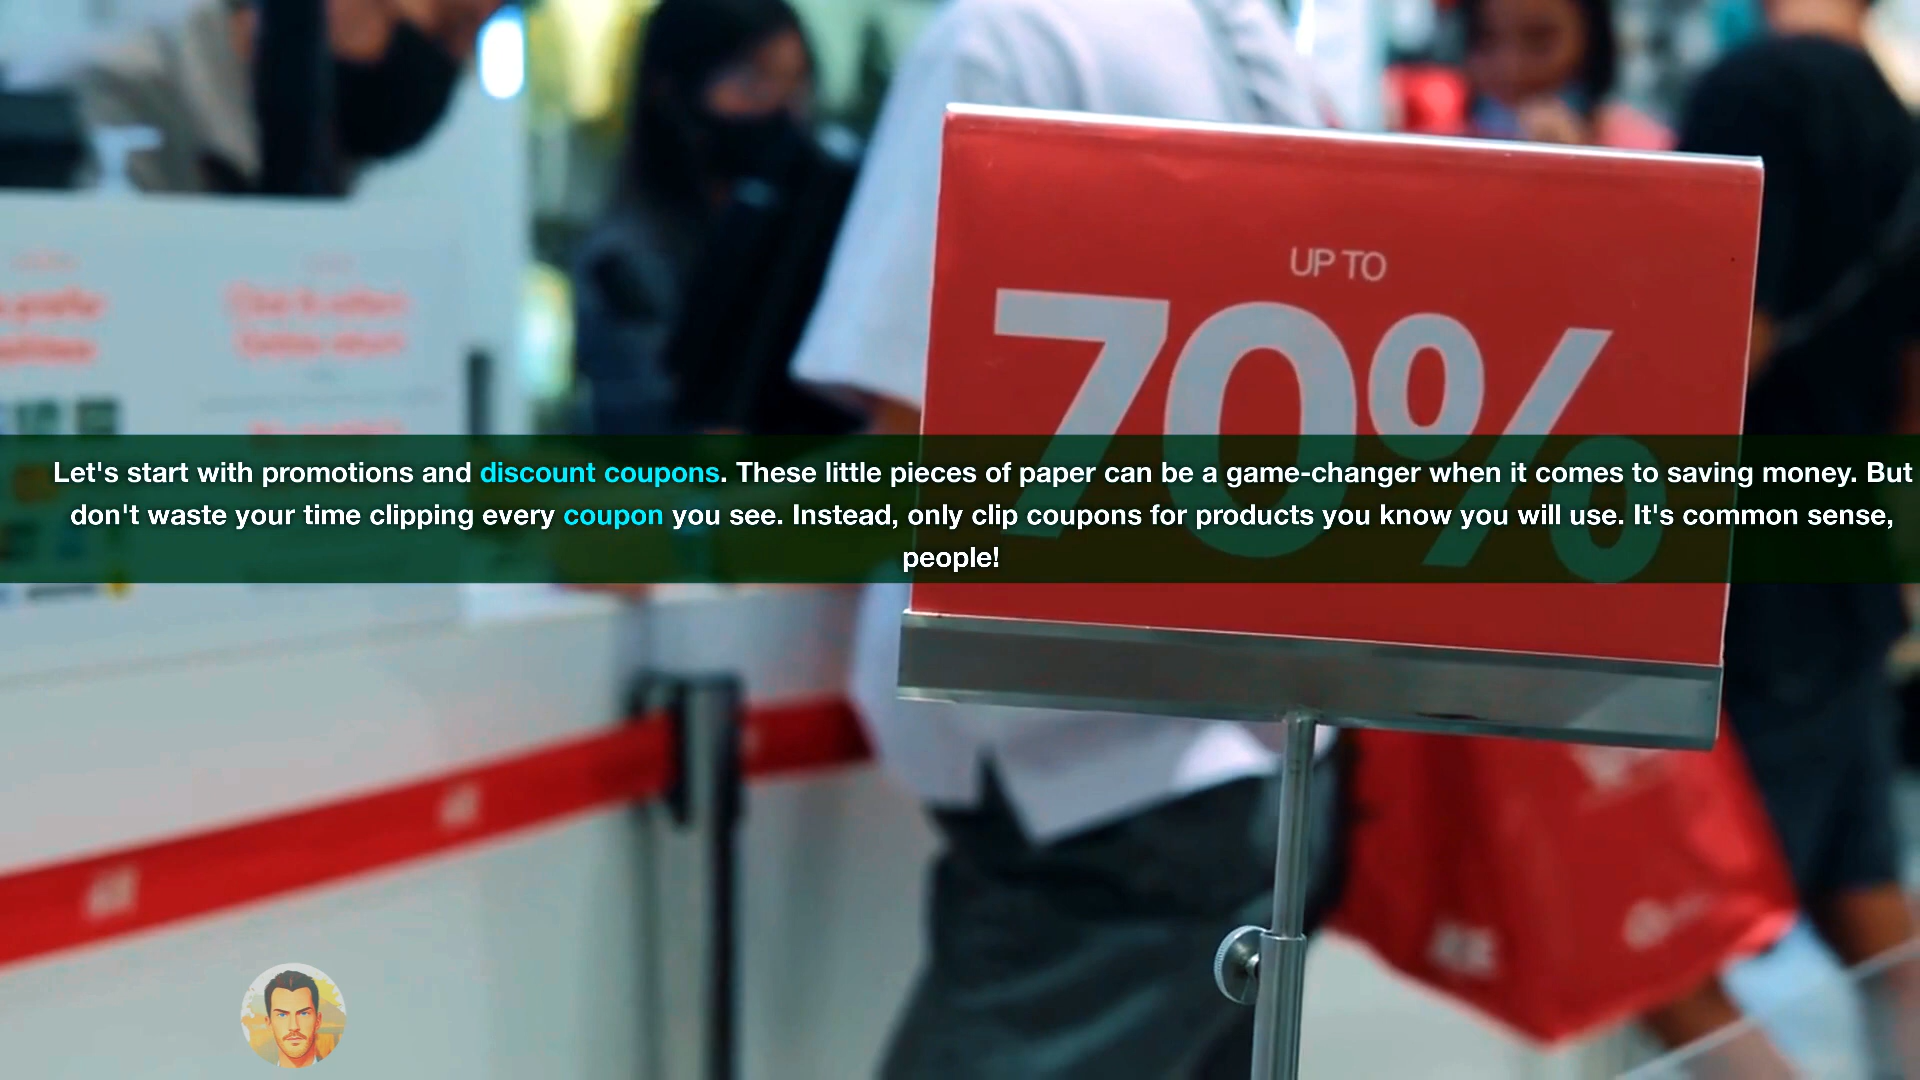 UP TO
70%
Let's start with promotions and discount coupons. These little pieces of paper can be a game-changer when it comes to saving money. But
don't waste your time clipping every coupon you see. Instead, only clip coupons for products you know you will use. It's common sense,
people!